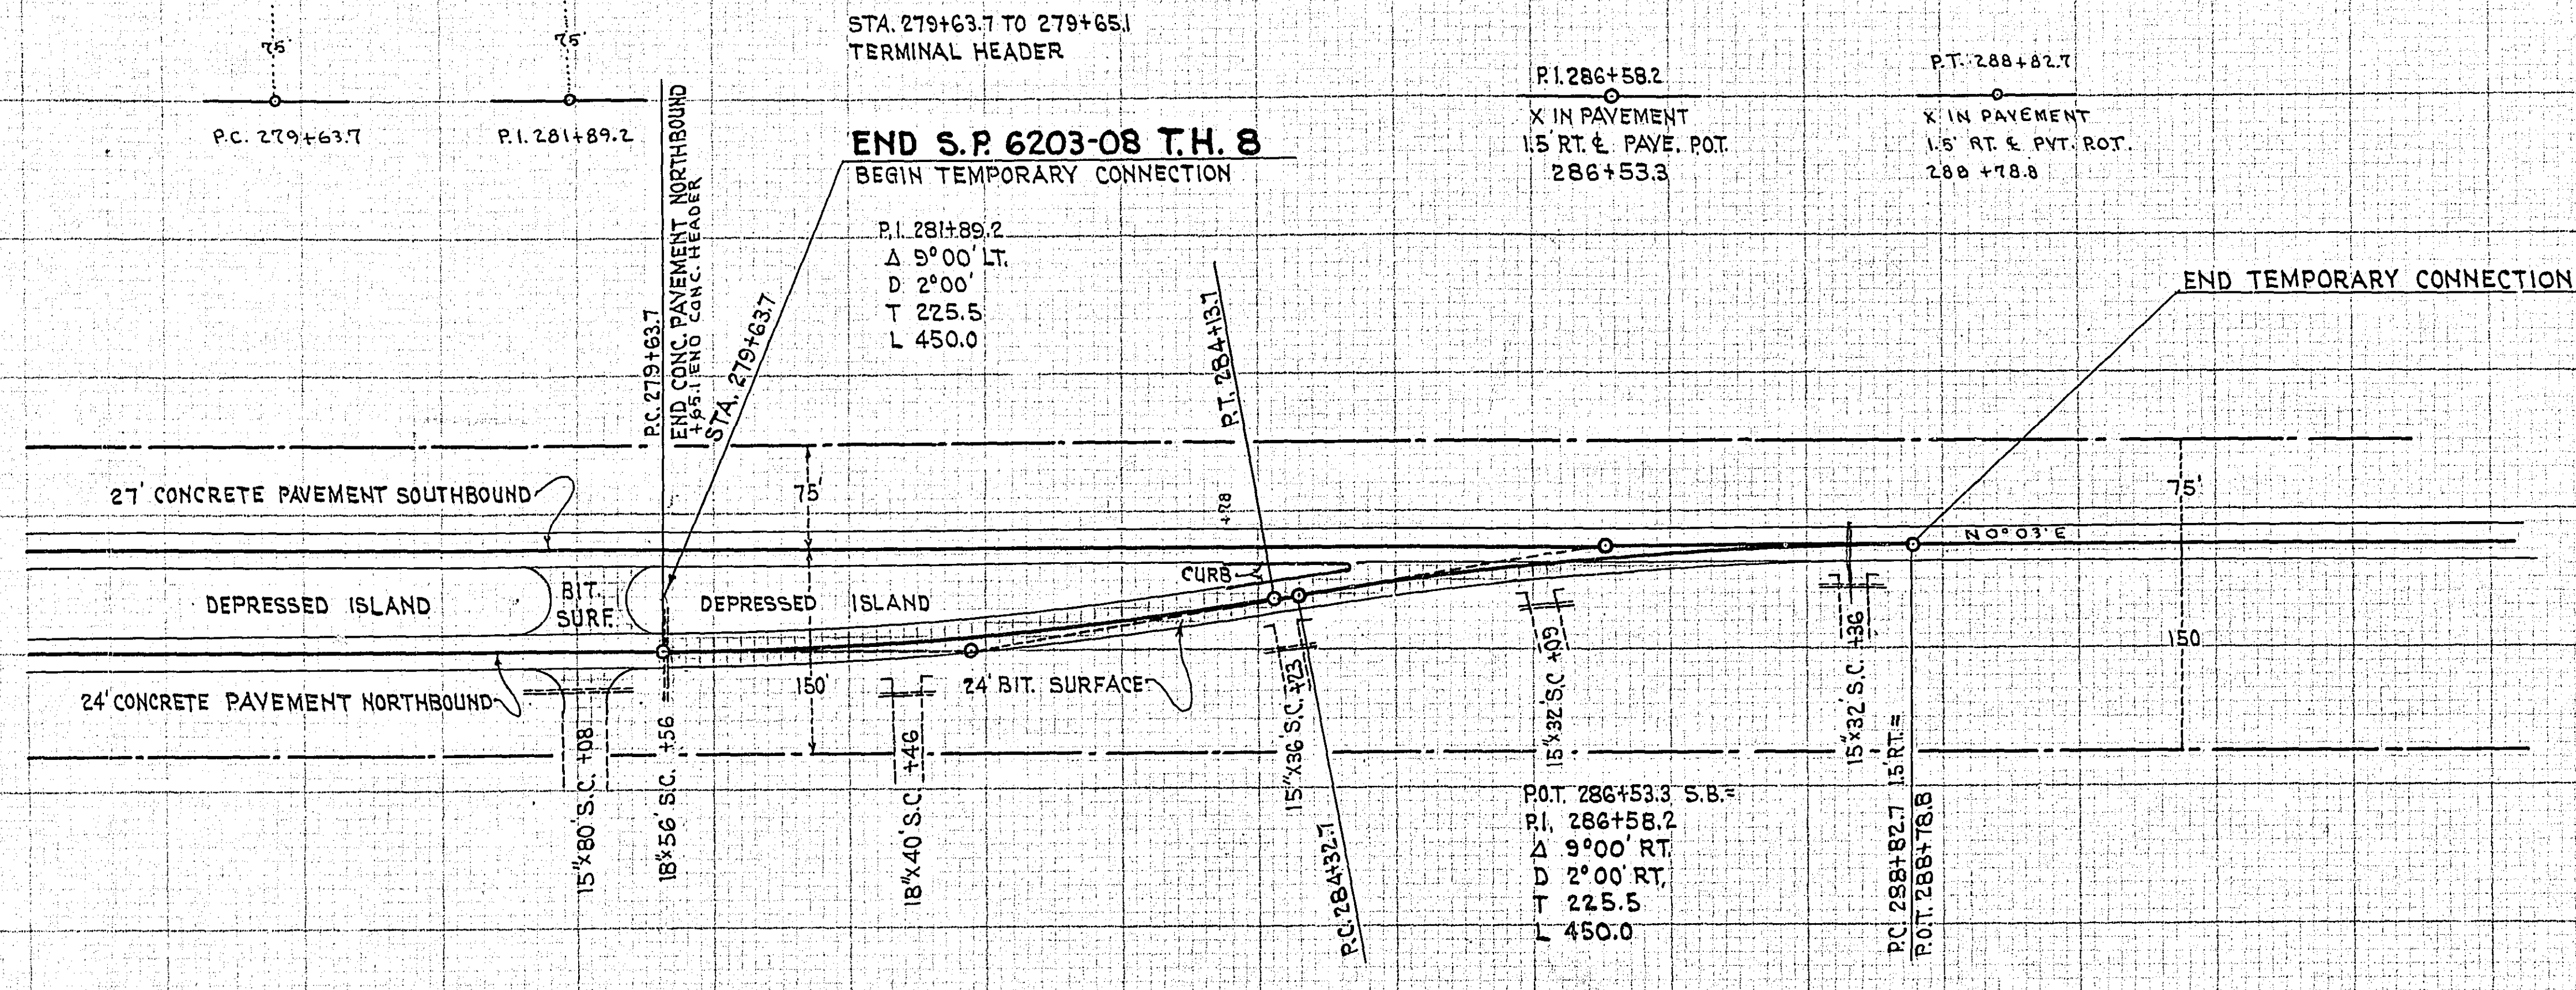 75'
75'
STA. 279+63.7 TO 279+65.1
TERMINAL HEADER
P.C. 279+63.7
P.I. 281+89.2
P.I. 286+58.2
X IN PAVEMENT
1.5' RT. ℄ PAVE. P.O.T.
286+53.3
P.T. 288+82.7
X IN PAVEMENT
1.5' RT. ℄ PVT. P.O.T.
288+78.8
END S.P. 6203-08 T.H. 8
BEGIN TEMPORARY CONNECTION
P.I. 281+89.2
Δ 9°00' LT.
D 2°00'
T 225.5
L 450.0
P.C. 279+63.7
END CONC. PAVEMENT NORTHBOUND
+65.1 END CONC. HEADER
STA. 279+63.7
P.T. 284+13.7
END TEMPORARY CONNECTION
27' CONCRETE PAVEMENT SOUTHBOUND
75'
+78
75'
N 0° 03' E
CURB
DEPRESSED ISLAND
BIT.
SURF.
DEPRESSED ISLAND
24' CONCRETE PAVEMENT NORTHBOUND
150'
24' BIT. SURFACE
150
15"X80' S.C. +08
18"X56' S.C. +56
18"X40' S.C. +46
15"X36' S.C. +23
P.C. 284+32.7
15"X32' S.C +09
15"X32' S.C. +36
P.O.T. 286+53.3 S.B.=
P.I. 286+58.2
Δ 9°00' RT.
D 2°00' RT.
T 225.5
L 450.0
P.C. 288+82.7 1.5' RT.=
P.O.T. 288+78.8